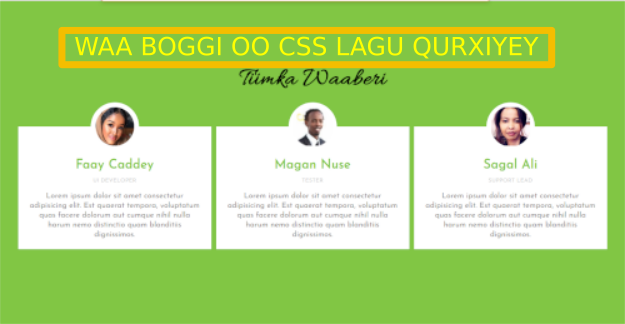 WAA BOGGI OO CSS LAGU QURXIYEY
Tiimka Waaberi
Faay Caddey
UI DEVELOPER
Lorem ipsum dolor sit amet consectetur
adipisicing elit. Est quaerat tempora, voluptatum
quas facere dolorum aut cumque nihil nulla
harum nemo distinctio quam blanditiis
dignissimos.
Magan Nuse
TESTER
Lorem ipsum dolor sit amet consectetur
adipisicing elit. Est quaerat tempora, voluptatum
quas facere dolorum aut cumque nihil nulla
harum nemo distinctio quam blanditiis
dignissimos.
Sagal Ali
SUPPORT LEAD
Lorem ipsum dolor sit amet consectetur
adipisicing elit. Est quaerat tempora, voluptatum
quas facere dolorum aut cumque nihil nulla
harum nemo distinctio quam blanditiis
dignissimos.